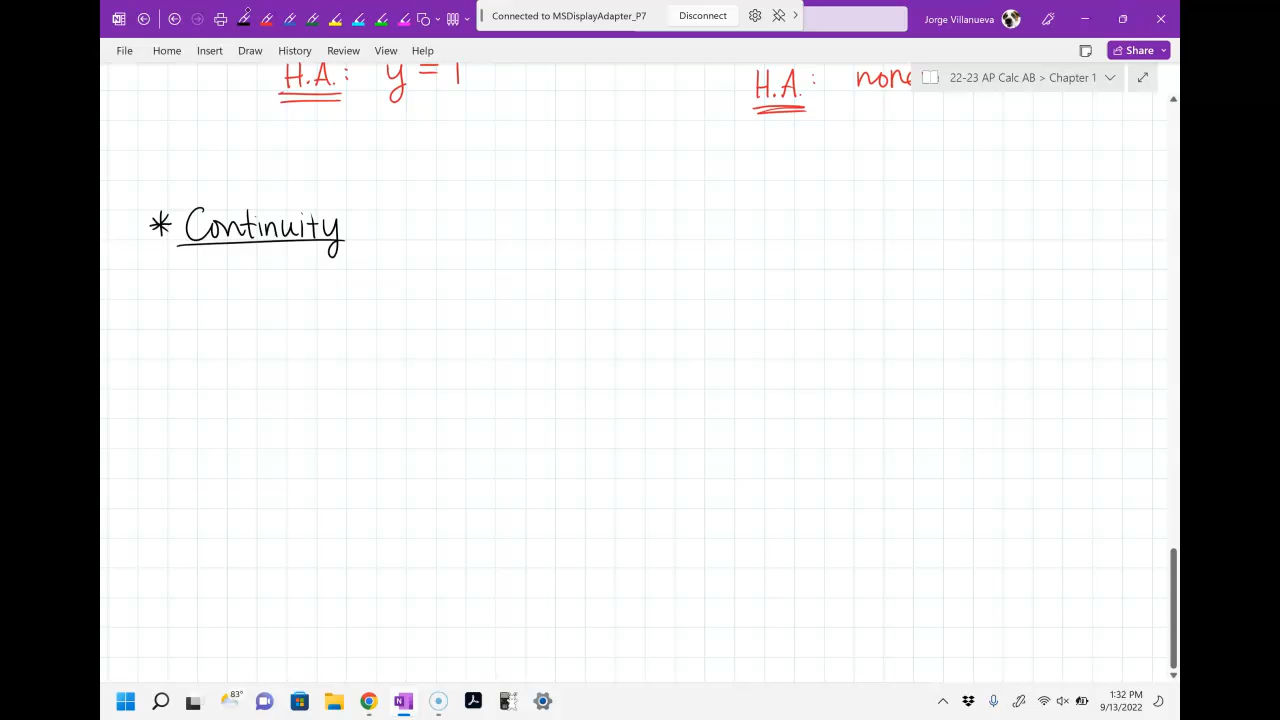 Connected to MSDisplayAdapter_P7
Disconnect
Jorge Villanueva
File Home Insert Draw History Review View Help
Share
H.A.: y = 1
H.A.: none
22-23 AP Calc AB > Chapter 1
* Continuity
83°
1:32 PM
9/13/2022